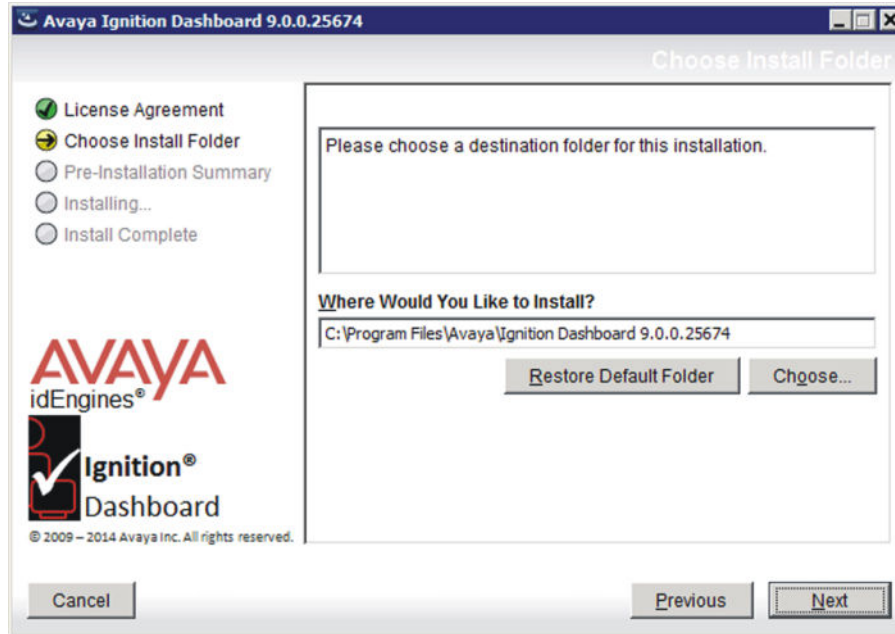 Avaya Ignition Dashboard 9.0.0.25674
Choose Install Folder
License Agreement
Choose Install Folder
Pre-Installation Summary
Installing...
Install Complete
Please choose a destination folder for this installation.
Where Would You Like to Install?
C:\Program Files\Avaya\Ignition Dashboard 9.0.0.25674
Restore Default Folder
Choose...
AVAYA
idEngines®
Ignition®
Dashboard
© 2009 – 2014 Avaya Inc. All rights reserved.
Cancel
Previous
Next